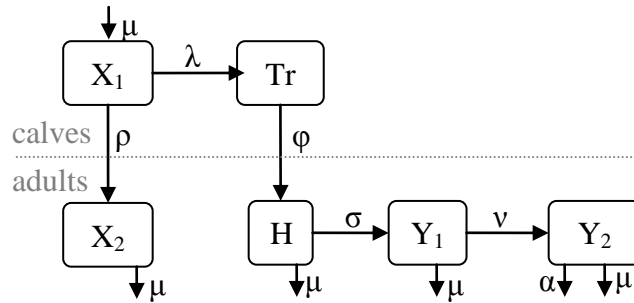 μ
X₁ λ Tr
calves ρ φ
adults
X₂ H σ Y₁ ν Y₂
μ μ μ α μ